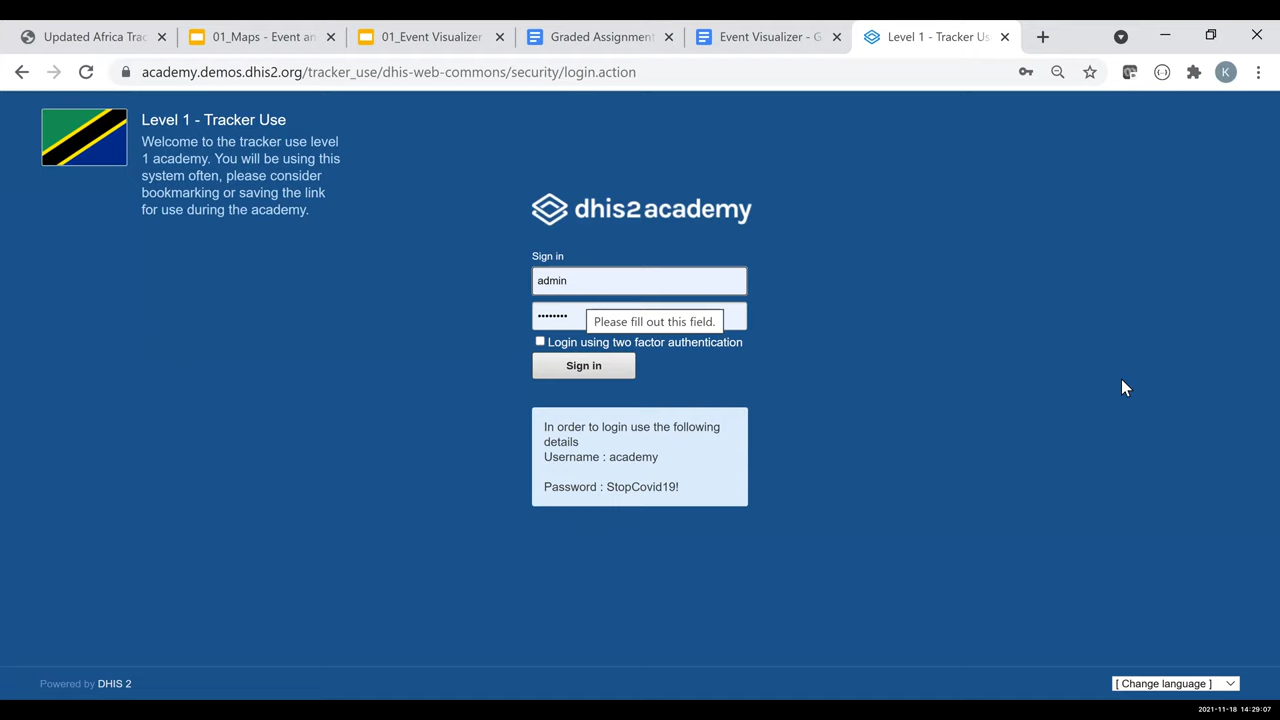 Updated Africa Trac
01_Maps - Event an
01_Event Visualizer
Graded Assignment
Event Visualizer - G
Level 1 - Tracker Us
academy.demos.dhis2.org/tracker_use/dhis-web-commons/security/login.action
K
Level 1 - Tracker Use
Welcome to the tracker use level
1 academy. You will be using this
system often, please consider
bookmarking or saving the link
for use during the academy.
dhis2 academy
Sign in
admin
••••••••
Please fill out this field.
Login using two factor authentication
Sign in
In order to login use the following
details
Username : academy
Password : StopCovid19!
Powered by DHIS 2
[ Change language ]
2021-11-18 14:29:07